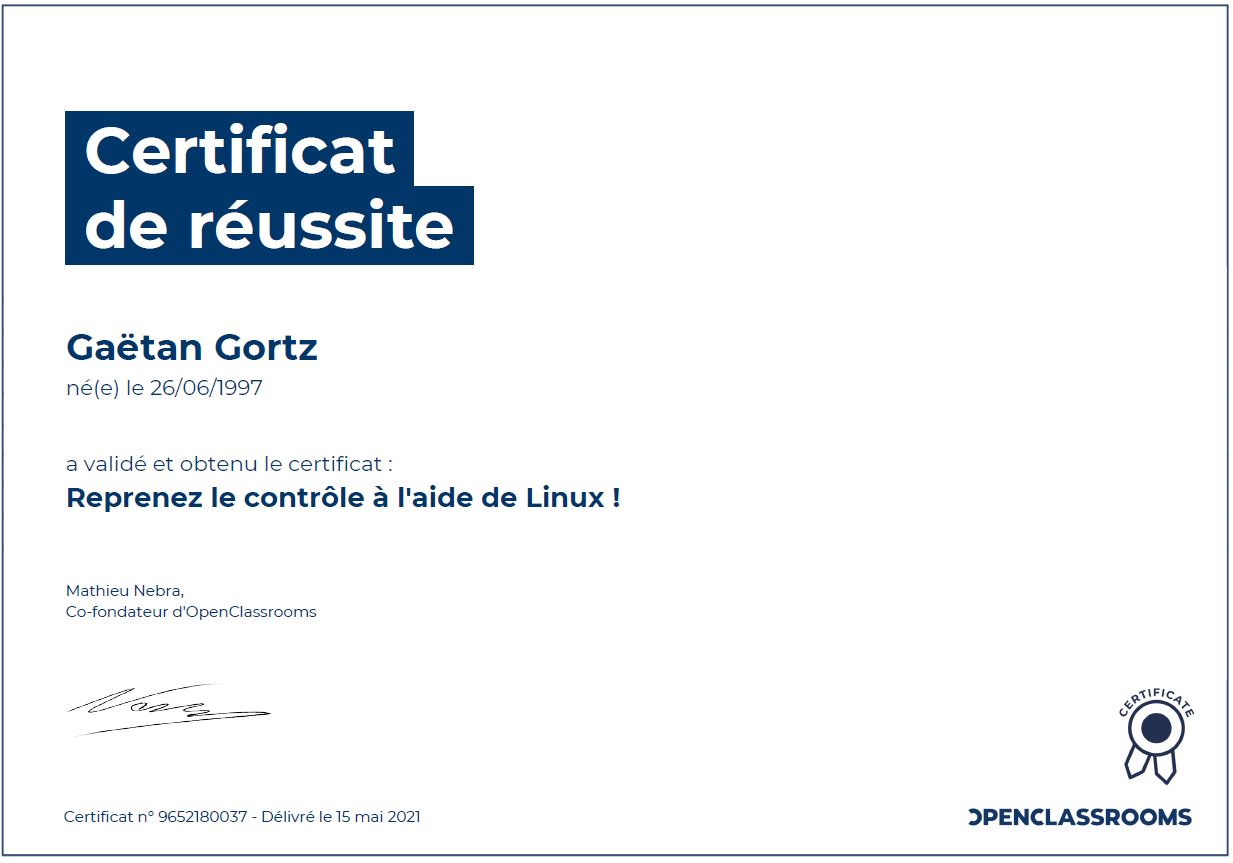 Certificat
de réussite
Gaëtan Gortz
né(e) le 26/06/1997
a validé et obtenu le certificat :
Reprenez le contrôle à l'aide de Linux !
Mathieu Nebra,
Co-fondateur d'OpenClassrooms
CERTIFICATE
Certificat n° 9652180037 - Délivré le 15 mai 2021
OPENCLASSROOMS